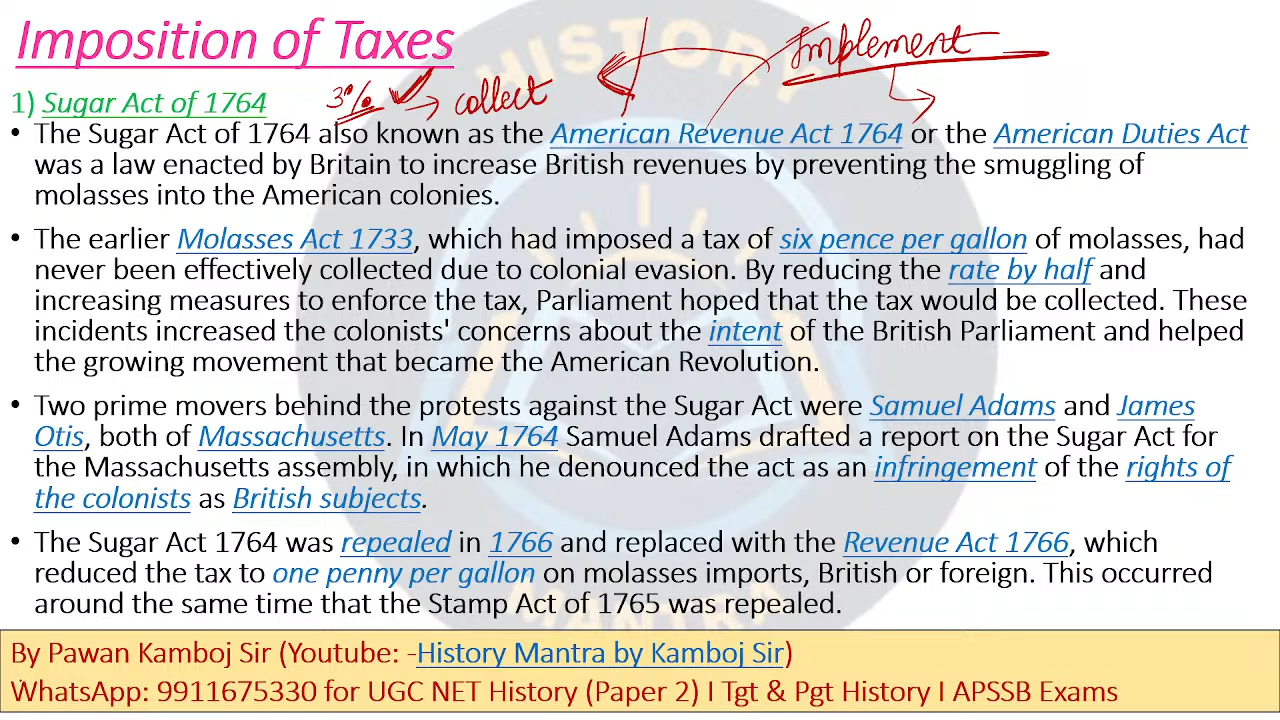 Imposition of Taxes
Implement
1) Sugar Act of 1764
3% → collect
• The Sugar Act of 1764 also known as the American Revenue Act 1764 or the American Duties Act
was a law enacted by Britain to increase British revenues by preventing the smuggling of
molasses into the American colonies.
• The earlier Molasses Act 1733, which had imposed a tax of six pence per gallon of molasses, had
never been effectively collected due to colonial evasion. By reducing the rate by half and
increasing measures to enforce the tax, Parliament hoped that the tax would be collected. These
incidents increased the colonists' concerns about the intent of the British Parliament and helped
the growing movement that became the American Revolution.
• Two prime movers behind the protests against the Sugar Act were Samuel Adams and James
Otis, both of Massachusetts. In May 1764 Samuel Adams drafted a report on the Sugar Act for
the Massachusetts assembly, in which he denounced the act as an infringement of the rights of
the colonists as British subjects.
• The Sugar Act 1764 was repealed in 1766 and replaced with the Revenue Act 1766, which
reduced the tax to one penny per gallon on molasses imports, British or foreign. This occurred
around the same time that the Stamp Act of 1765 was repealed.
HISTORY
MANTRA
By Pawan Kamboj Sir (Youtube: -History Mantra by Kamboj Sir)
WhatsApp: 9911675330 for UGC NET History (Paper 2) I Tgt & Pgt History I APSSB Exams